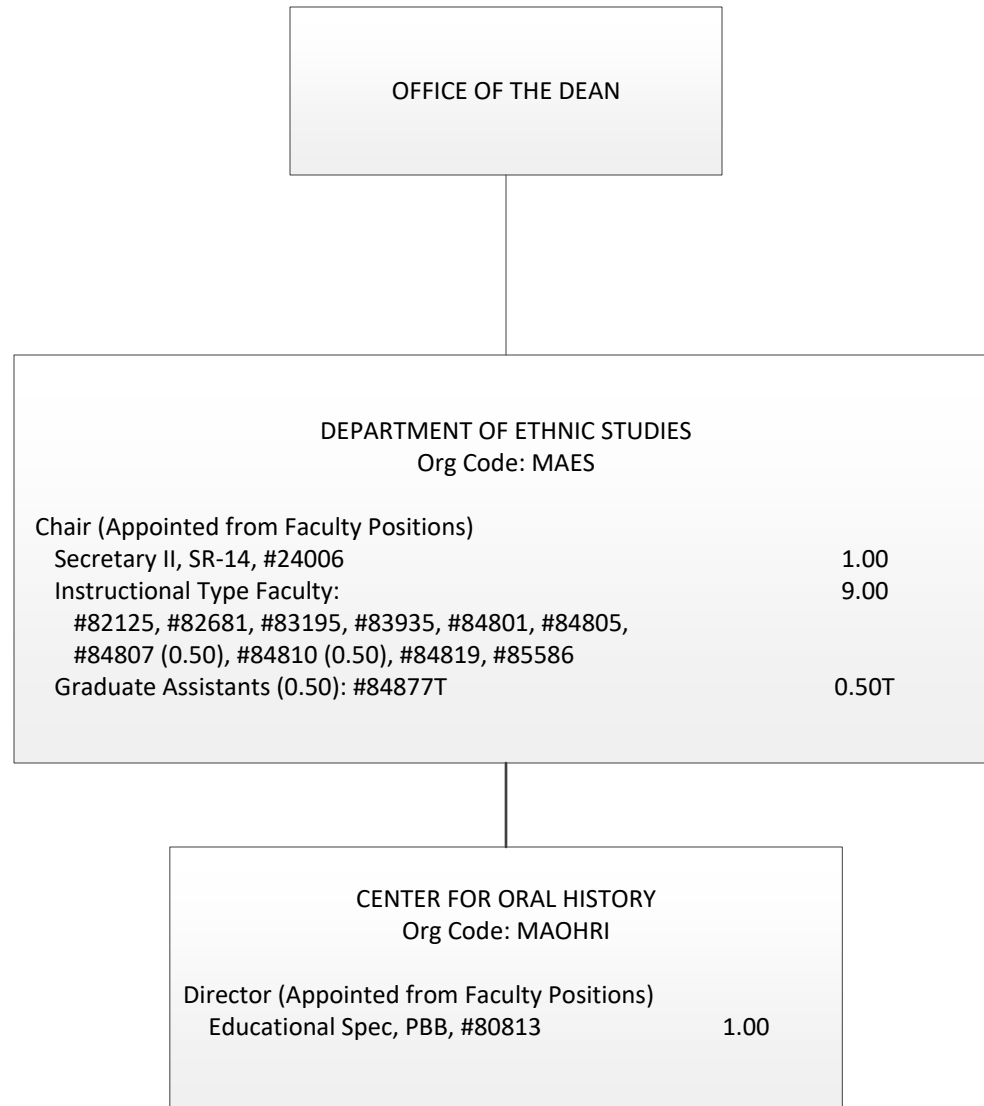 OFFICE OF THE DEAN
DEPARTMENT OF ETHNIC STUDIES
Org Code: MAES
Chair (Appointed from Faculty Positions)
Secretary II, SR-14, #24006 1.00
Instructional Type Faculty: 9.00
#82125, #82681, #83195, #83935, #84801, #84805,
#84807 (0.50), #84810 (0.50), #84819, #85586
Graduate Assistants (0.50): #84877T 0.50T
CENTER FOR ORAL HISTORY
Org Code: MAOHRI
Director (Appointed from Faculty Positions)
Educational Spec, PBB, #80813 1.00